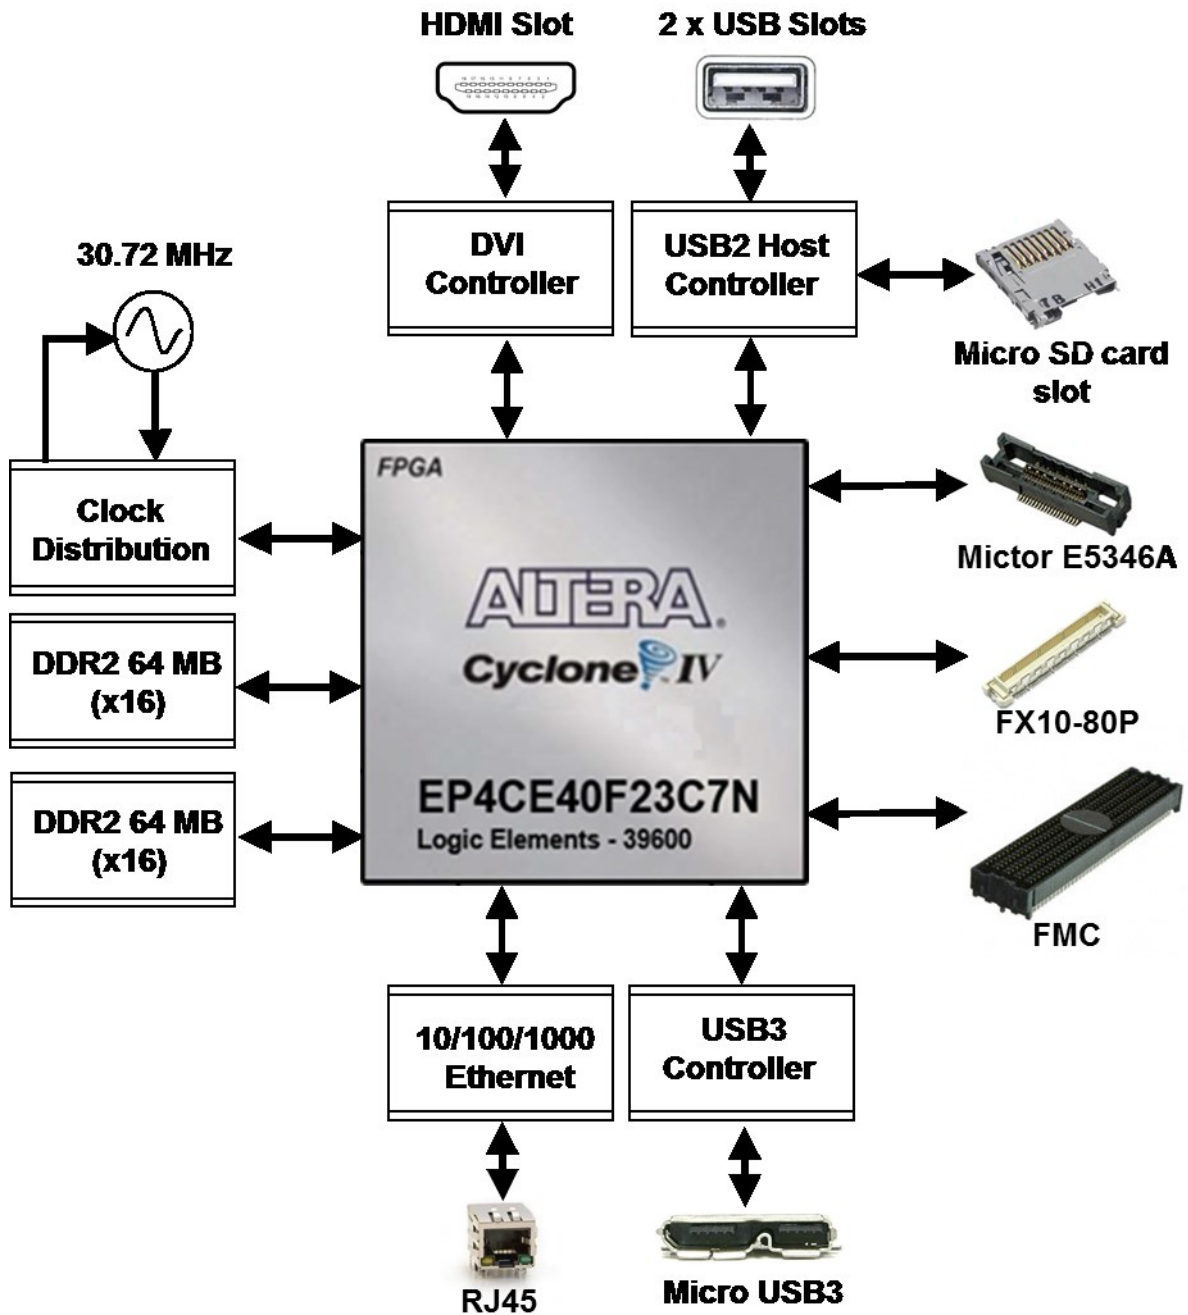 HDMI Slot
2 x USB Slots
DVI
Controller
USB2 Host
Controller
30.72 MHz
Micro SD card
slot
FPGA
Clock
Distribution
Mictor E5346A
ALTERA.
Cyclone IV
DDR2 64 MB
(x16)
FX10-80P
EP4CE40F23C7N
Logic Elements - 39600
DDR2 64 MB
(x16)
FMC
10/100/1000
Ethernet
USB3
Controller
RJ45
Micro USB3